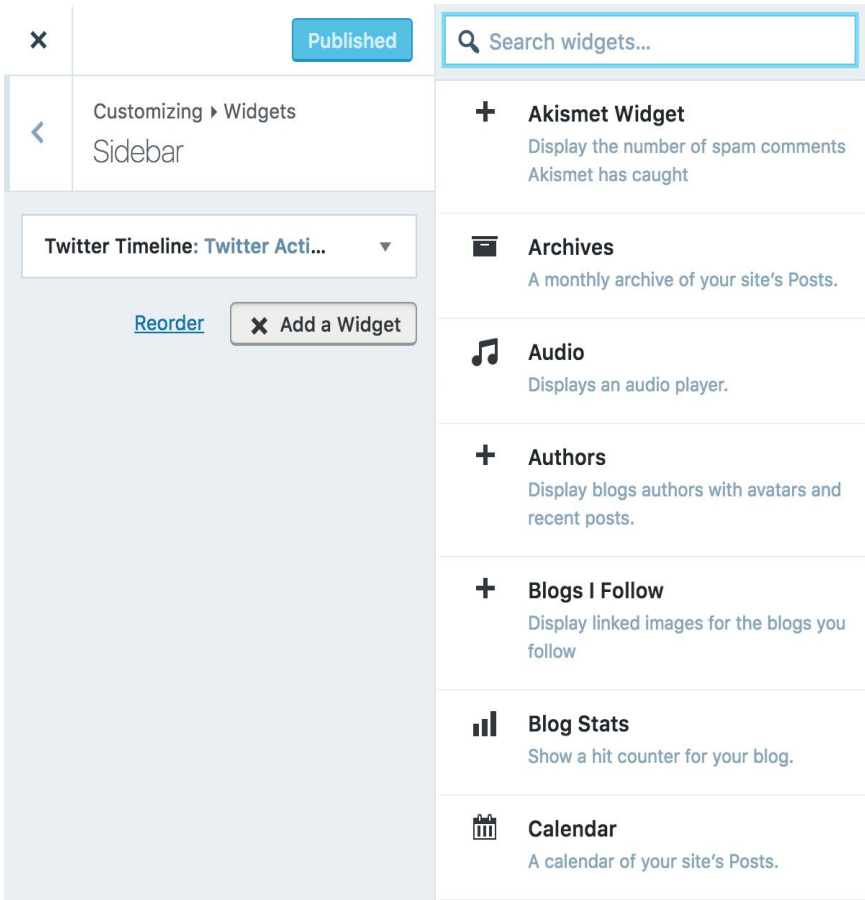 Published
Customizing ▸ Widgets
Sidebar
Twitter Timeline: Twitter Acti...
Reorder
Add a Widget
Search widgets...
Akismet Widget
Display the number of spam comments
Akismet has caught
Archives
A monthly archive of your site’s Posts.
Audio
Displays an audio player.
Authors
Display blogs authors with avatars and
recent posts.
Blogs I Follow
Display linked images for the blogs you
follow
Blog Stats
Show a hit counter for your blog.
Calendar
A calendar of your site’s Posts.